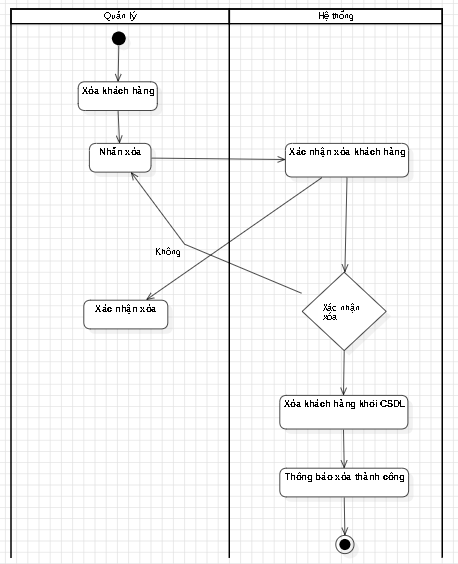 Quản lý
Hệ thống
Xóa khách hàng
Nhấn xóa
Xác nhận xóa khách hàng
Không
Xác nhận xóa
Xác nhận
xóa
Xóa khách hàng khỏi CSDL
Thông báo xóa thành công